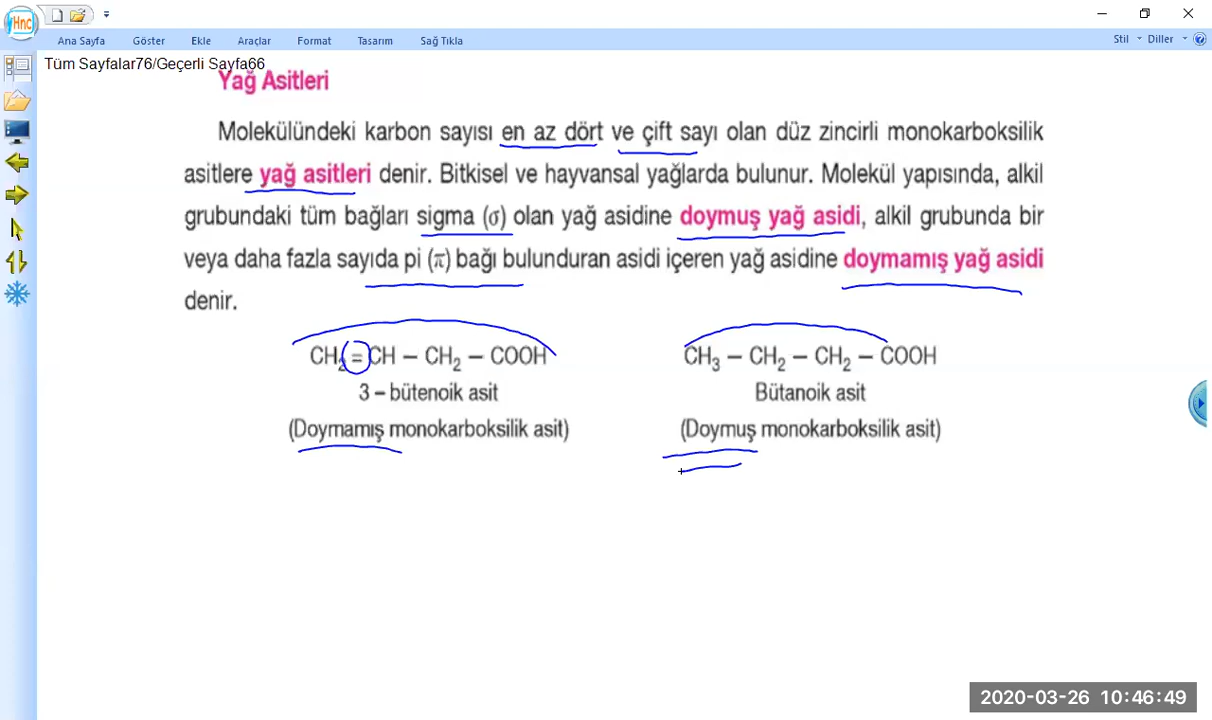 Hnc
Ana Sayfa Göster Ekle Araçlar Format Tasarım Sağ Tıkla Stil Diller
Tüm Sayfalar76/Geçerli Sayfa66
Yağ Asitleri
Molekülündeki karbon sayısı en az dört ve çift sayı olan düz zincirli monokarboksilik
asitlere yağ asitleri denir. Bitkisel ve hayvansal yağlarda bulunur. Molekül yapısında, alkil
grubundaki tüm bağları sigma (σ) olan yağ asidine doymuş yağ asidi, alkil grubunda bir
veya daha fazla sayıda pi (π) bağı bulunduran asidi içeren yağ asidine doymamış yağ asidi
denir.
CH₂ = CH – CH₂ – COOH CH₃ – CH₂ – CH₂ – COOH
3 – bütenoik asit Bütanoik asit
(Doymamış monokarboksilik asit) (Doymuş monokarboksilik asit)
2020-03-26 10:46:49